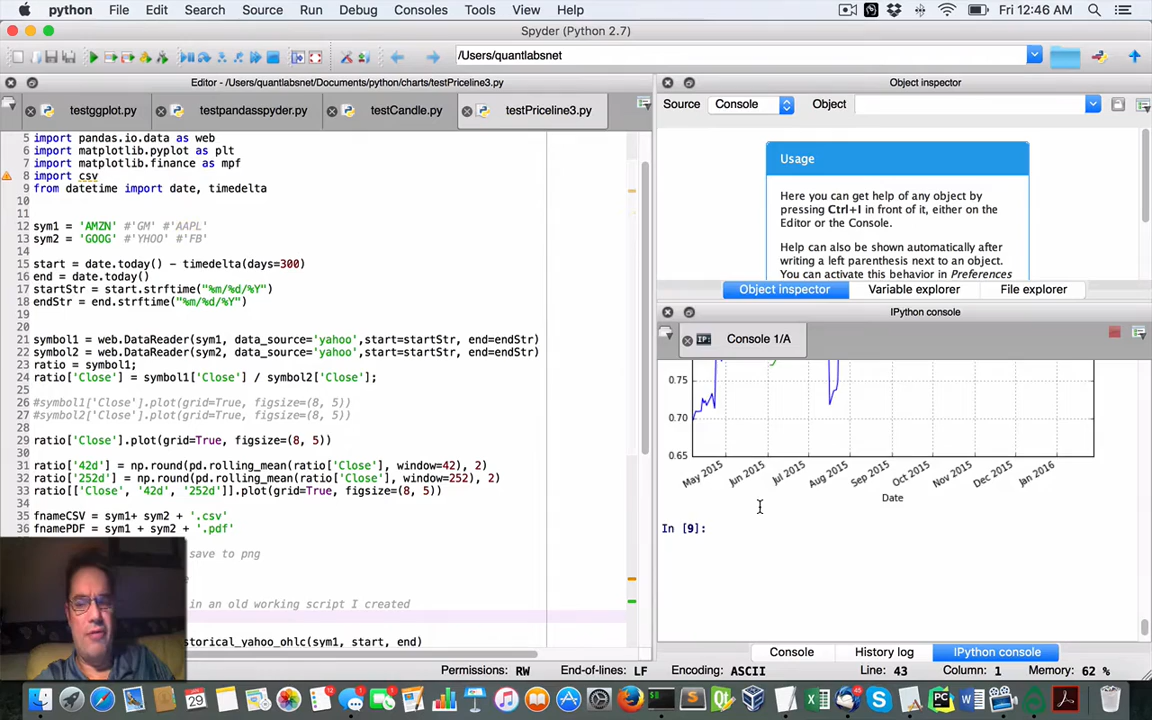 python File Edit Search Source Run Debug Consoles Tools View Help Fri 12:46 AM
Spyder (Python 2.7)
/Users/quantlabsnet
Editor - /Users/quantlabsnet/Documents/python/charts/testPriceline3.py
testggplot.py testpandasspyder.py testCandle.py testPriceline3.py
5 import pandas.io.data as web
6 import matplotlib.pyplot as plt
7 import matplotlib.finance as mpf
8 import csv
9 from datetime import date, timedelta
10
11
12 sym1 = 'AMZN' #'GM' #'AAPL'
13 sym2 = 'GOOG' #'YHOO' #'FB'
14
15 start = date.today() - timedelta(days=300)
16 end = date.today()
17 startStr = start.strftime("%m/%d/%Y")
18 endStr = end.strftime("%m/%d/%Y")
19
20
21 symbol1 = web.DataReader(sym1, data_source='yahoo',start=startStr, end=endStr)
22 symbol2 = web.DataReader(sym2, data_source='yahoo',start=startStr, end=endStr)
23 ratio = symbol1;
24 ratio['Close'] = symbol1['Close'] / symbol2['Close'];
25
26 #symbol1['Close'].plot(grid=True, figsize=(8, 5))
27 #symbol2['Close'].plot(grid=True, figsize=(8, 5))
28
29 ratio['Close'].plot(grid=True, figsize=(8, 5))
30
31 ratio['42d'] = np.round(pd.rolling_mean(ratio['Close'], window=42), 2)
32 ratio['252d'] = np.round(pd.rolling_mean(ratio['Close'], window=252), 2)
33 ratio[['Close', '42d', '252d']].plot(grid=True, figsize=(8, 5))
34
35 fnameCSV = sym1+ sym2 + '.csv'
36 fnamePDF = sym1 + sym2 + '.pdf'
save to png
in an old working script I created
storical_yahoo_ohlc(sym1, start, end)
Object inspector
Source Console Object
Usage
Here you can get help of any object by
pressing Ctrl+I in front of it, either on the
Editor or the Console.
Help can also be shown automatically after
writing a left parenthesis next to an object.
You can activate this behavior in Preferences
Object inspector Variable explorer File explorer
IPython console
IP: Console 1/A
0.75
0.70
0.65
May 2015 Jun 2015 Jul 2015 Aug 2015 Sep 2015 Oct 2015 Nov 2015 Dec 2015 Jan 2016
Date
In [9]:
Console History log IPython console
Permissions: RW End-of-lines: LF Encoding: ASCII Line: 43 Column: 1 Memory: 62 %